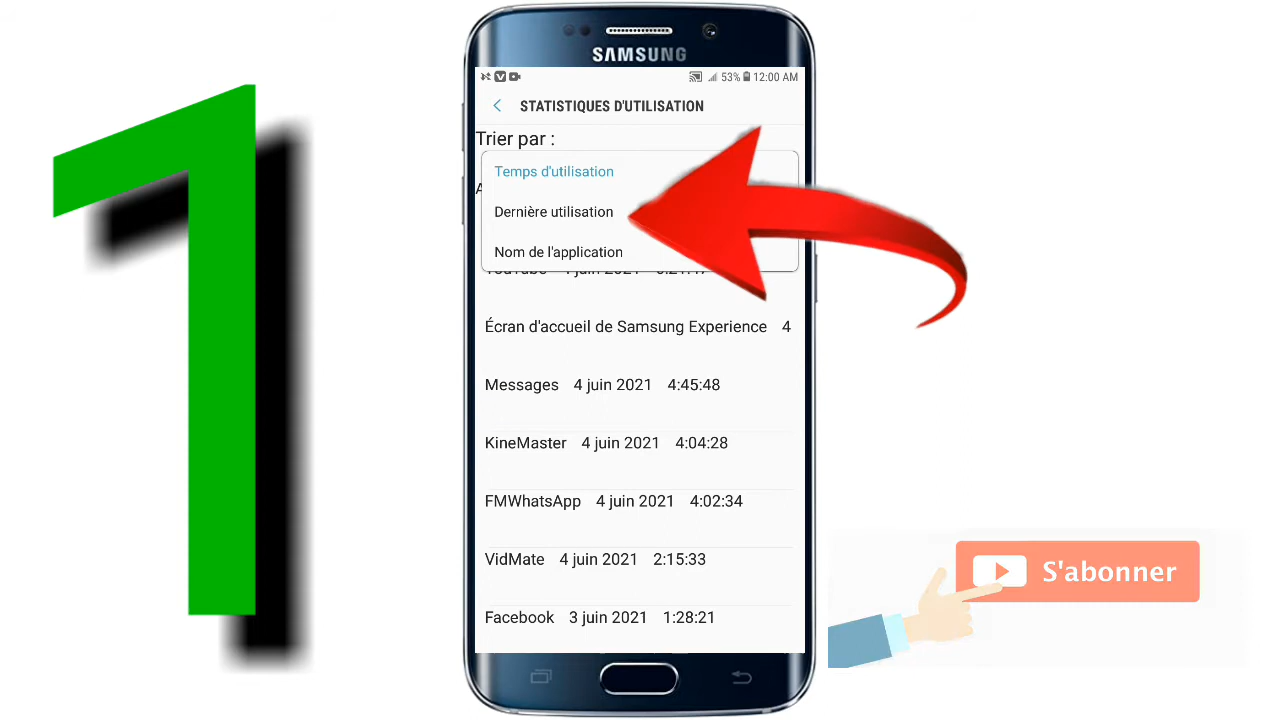 1
SAMSUNG
53% 12:00 AM
STATISTIQUES D'UTILISATION
Trier par :
Temps d'utilisation
Dernière utilisation
Nom de l'application
Écran d'accueil de Samsung Experience 4
Messages 4 juin 2021 4:45:48
KineMaster 4 juin 2021 4:04:28
FMWhatsApp 4 juin 2021 4:02:34
VidMate 4 juin 2021 2:15:33
Facebook 3 juin 2021 1:28:21
S'abonner